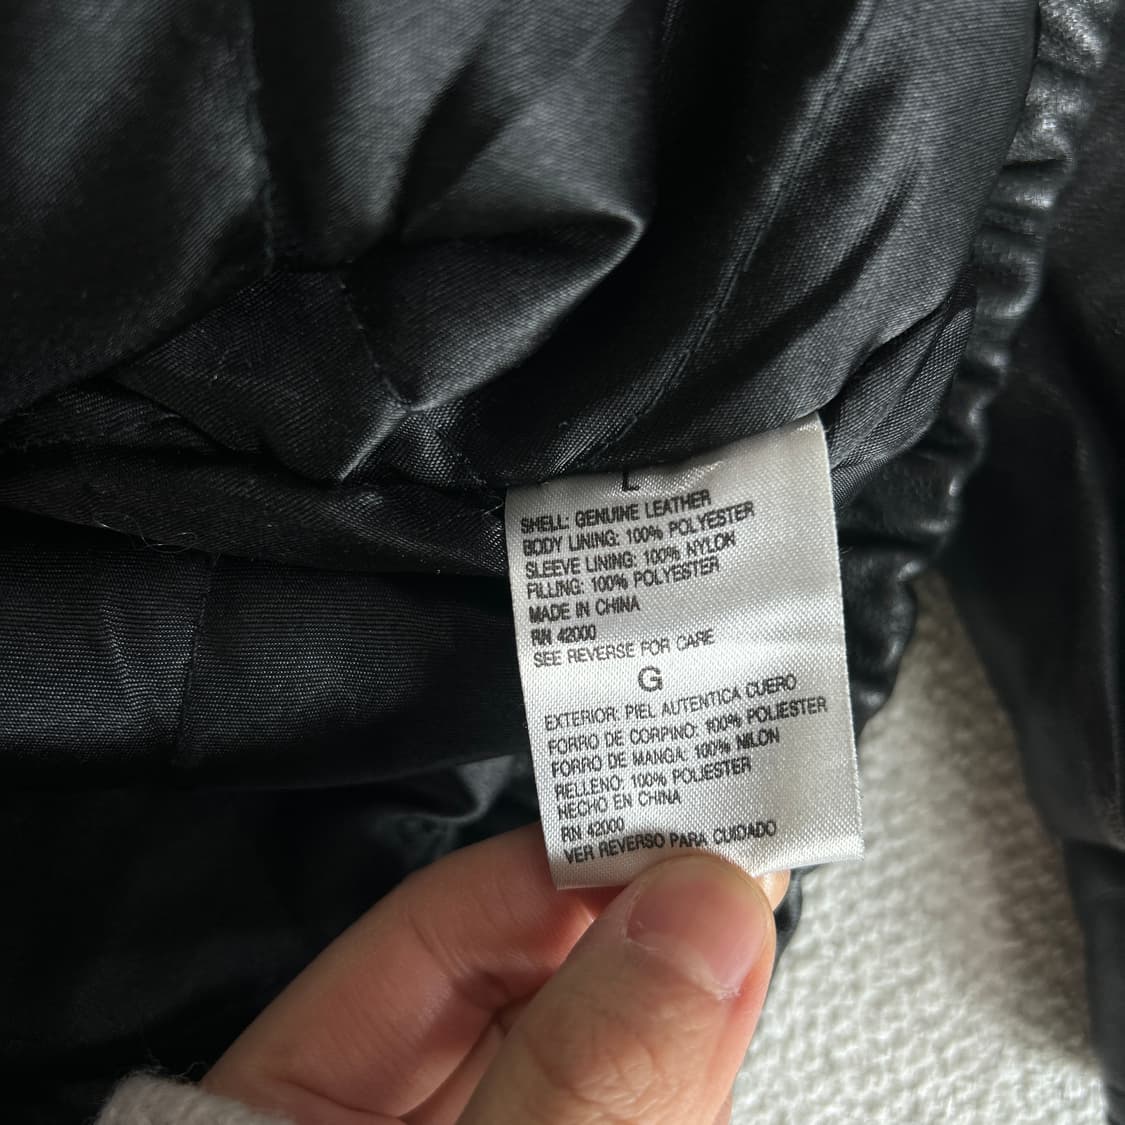 L
SHELL: GENUINE LEATHER
BODY LINING: 100% POLYESTER
SLEEVE LINING: 100% NYLON
FILLING: 100% POLYESTER
MADE IN CHINA
RN 42000
SEE REVERSE FOR CARE
G
EXTERIOR: PIEL AUTENTICA CUERO
FORRO DE CORPINO: 100% POLIESTER
FORRO DE MANGA: 100% NILON
RELLENO: 100% POLIESTER
HECHO EN CHINA
RN 42000
VER REVERSO PARA CUIDADO